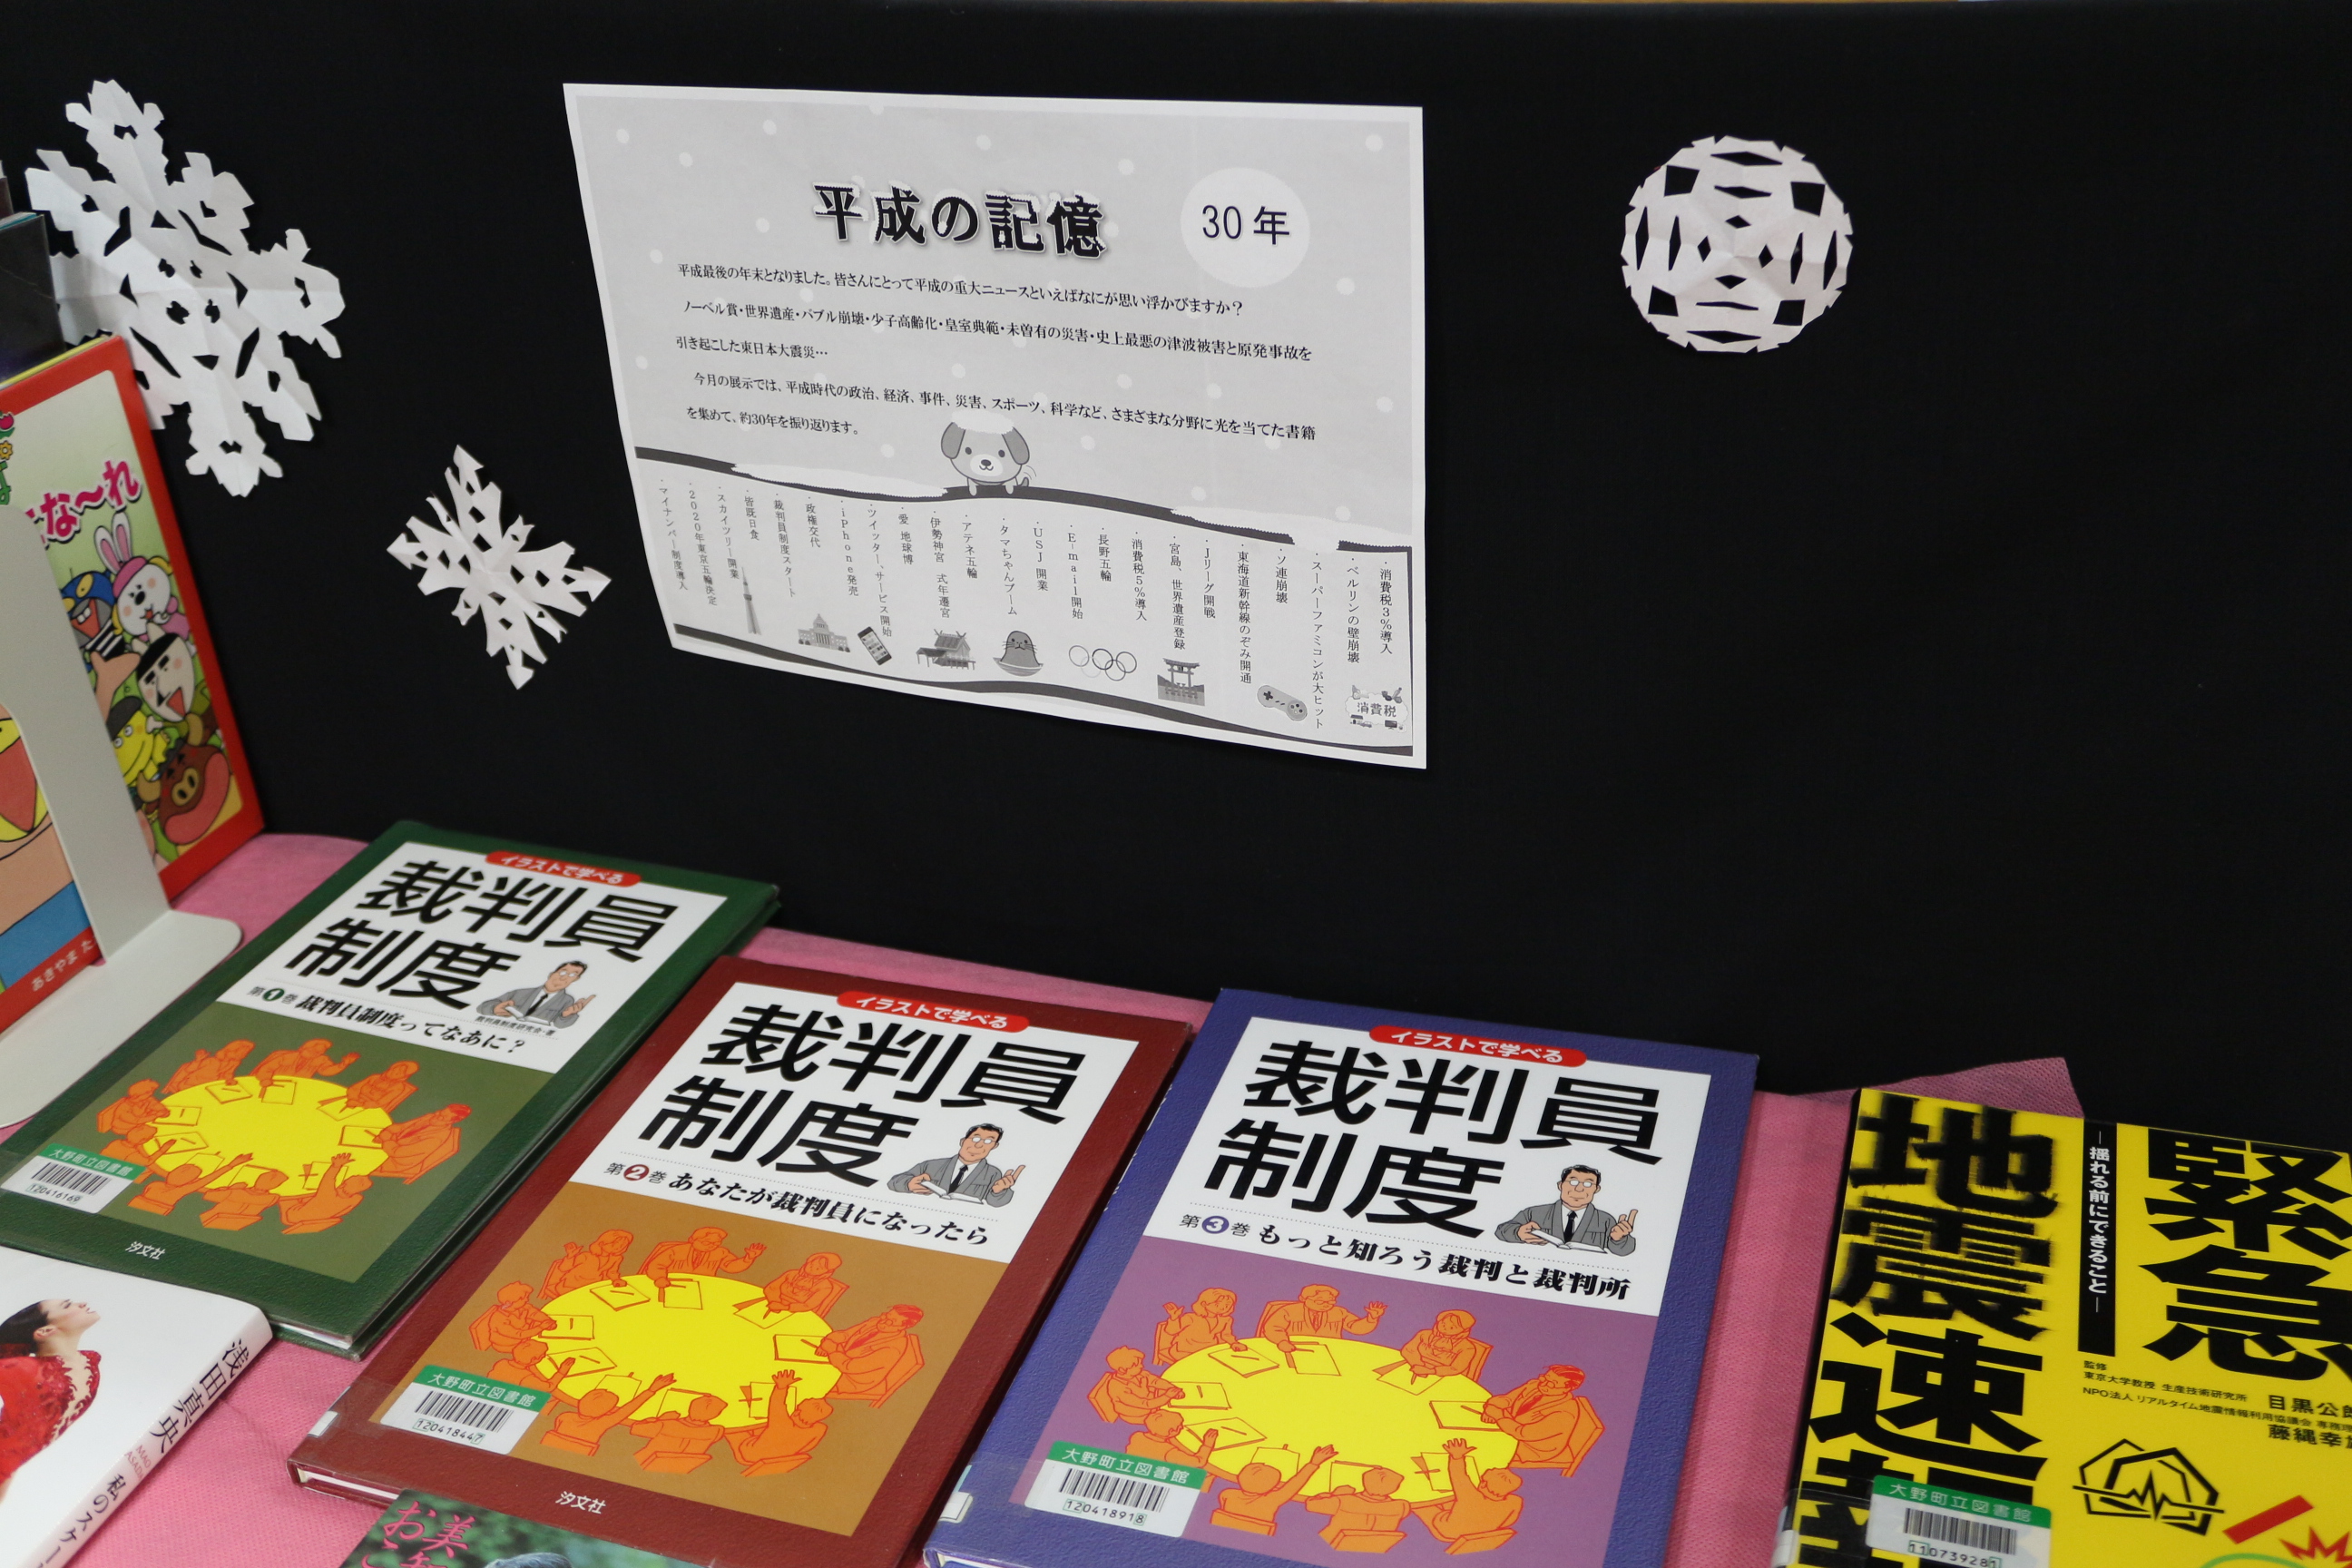 平成の記憶
30年
平成最後の年末となりました。皆さんにとって平成の重大ニュースといえばなにが思い浮かびますか？
ノーベル賞・世界遺産・バブル崩壊・少子高齢化・皇室典範・未曽有の災害・史上最悪の津波被害と原発事故を
引き起こした東日本大震災…
今月の展示では、平成時代の政治、経済、事件、災害、スポーツ、科学など、さまざまな分野に光を当てた書籍
を集めて、約30年を振り返ります。
・消費税3％導入
・ベルリンの壁崩壊
・スーパーファミコンが大ヒット
・ソ連崩壊
・東海道新幹線のぞみ開通
・Jリーグ開戦
・宮島、世界遺産登録
・消費税5％導入
・長野五輪
・E-mail開始
・USJ開業
・タマちゃんブーム
・アテネ五輪
・伊勢神宮 式年遷宮
・愛 地球博
・ツイッター、サービス開始
・iPhone発売
・政権交代
・裁判員制度スタート
・皆既日食
・スカイツリー開業
・2020年東京五輪決定
・マイナンバー制度導入
消費税
な〜れ
あきやま
イラストで学べる
裁判員
制度
第1巻 裁判員制度ってなあに？
裁判員制度研究会・著
大野町立図書館
120416169
汐文社
イラストで学べる
裁判員
制度
第2巻 あなたが裁判員になったら
大野町立図書館
120418447
汐文社
イラストで学べる
裁判員
制度
第3巻 もっと知ろう裁判と裁判所
大野町立図書館
120418918
緊急
地震速報
―揺れる前にできること―
監修
東京大学教授 生産技術研究所 目黒公郎
NPO法人リアルタイム地震情報利用協議会
藤縄幸
大野町立図書館
110739281
浅田真央
MAO
ASADA
私のスケ
美
お